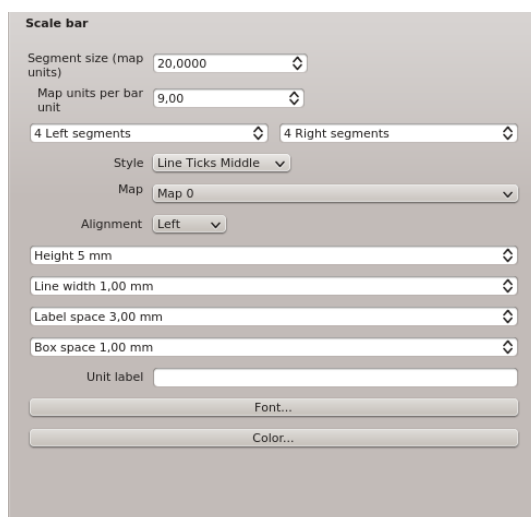 Scale bar
Segment size (map
units)
20,0000
Map units per bar
unit
9,00
4 Left segments
4 Right segments
Style
Line Ticks Middle
Map
Map 0
Alignment
Left
Height 5 mm
Line width 1,00 mm
Label space 3,00 mm
Box space 1,00 mm
Unit label
Font...
Color...